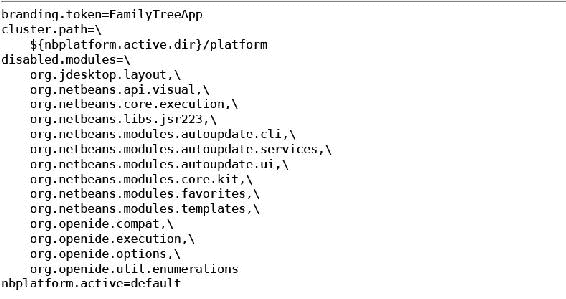 branding.token=FamilyTreeApp
cluster.path=\
    ${nbplatform.active.dir}/platform
disabled.modules=\
    org.jdesktop.layout,\
    org.netbeans.api.visual,\
    org.netbeans.core.execution,\
    org.netbeans.libs.jsr223,\
    org.netbeans.modules.autoupdate.cli,\
    org.netbeans.modules.autoupdate.services,\
    org.netbeans.modules.autoupdate.ui,\
    org.netbeans.modules.core.kit,\
    org.netbeans.modules.favorites,\
    org.netbeans.modules.templates,\
    org.openide.compat,\
    org.openide.execution,\
    org.openide.options,\
    org.openide.util.enumerations
nbplatform.active=default